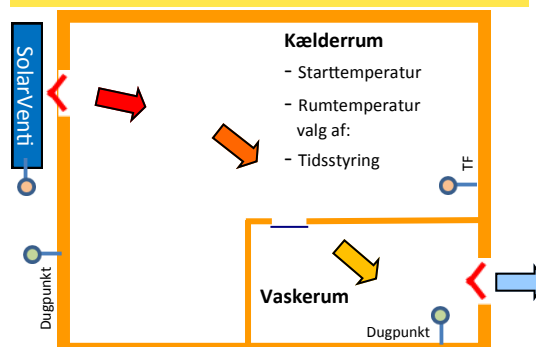 SolarVenti
Kælderrum
- Starttemperatur
- Rumtemperatur
valg af:
- Tidsstyring
TF
Dugpunkt
Vaskerum
Dugpunkt